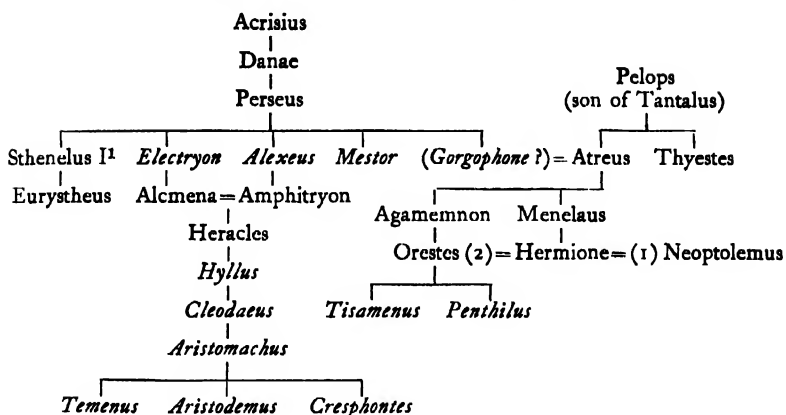 Acrisius
Danae
Perseus
Pelops
(son of Tantalus)
Sthenelus I¹ Electryon Alexeus Mestor (Gorgophone ?) = Atreus Thyestes
Eurystheus Alcmena = Amphitryon
Agamemnon Menelaus
Heracles
Orestes (2) = Hermione = (1) Neoptolemus
Hyllus
Cleodaeus
Tisamenus Penthilus
Aristomachus
Temenus Aristodemus Cresphontes